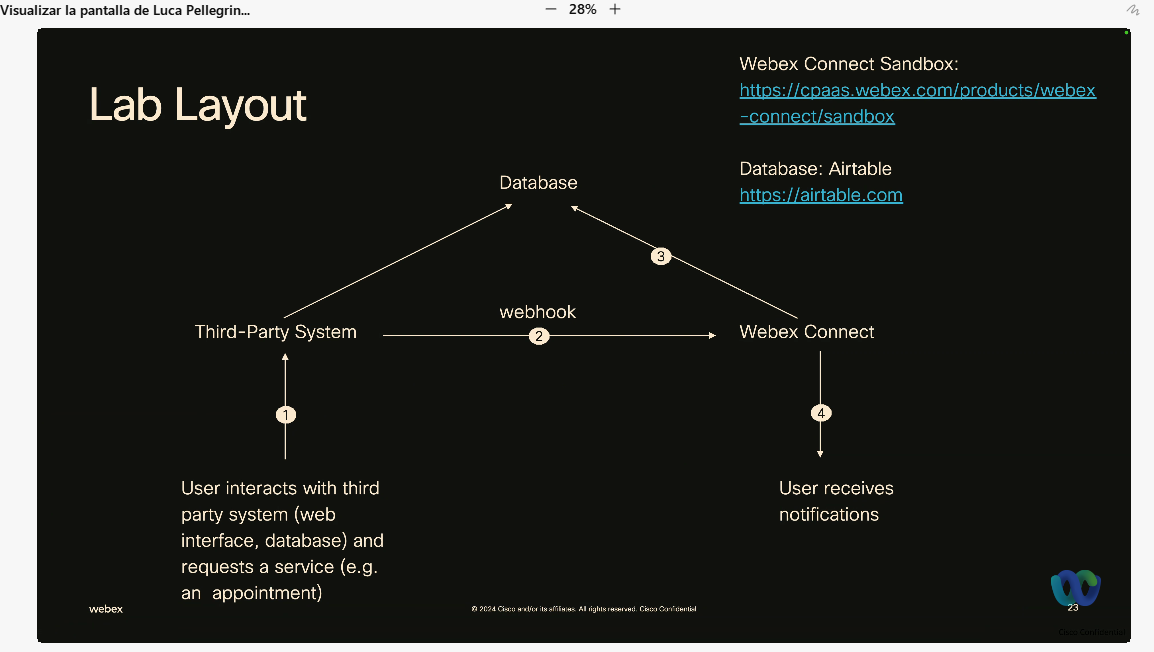 Visualizar la pantalla de Luca Pellegrin...
— 28% +
Lab Layout
Webex Connect Sandbox:
https://cpaas.webex.com/products/webex
-connect/sandbox
Database: Airtable
https://airtable.com
Database
3
webhook
2
Third-Party System
Webex Connect
1
4
User interacts with third
party system (web
interface, database) and
requests a service (e.g.
an appointment)
User receives
notifications
webex
© 2024 Cisco and/or its affiliates. All rights reserved. Cisco Confidential
23
Cisco Confidential